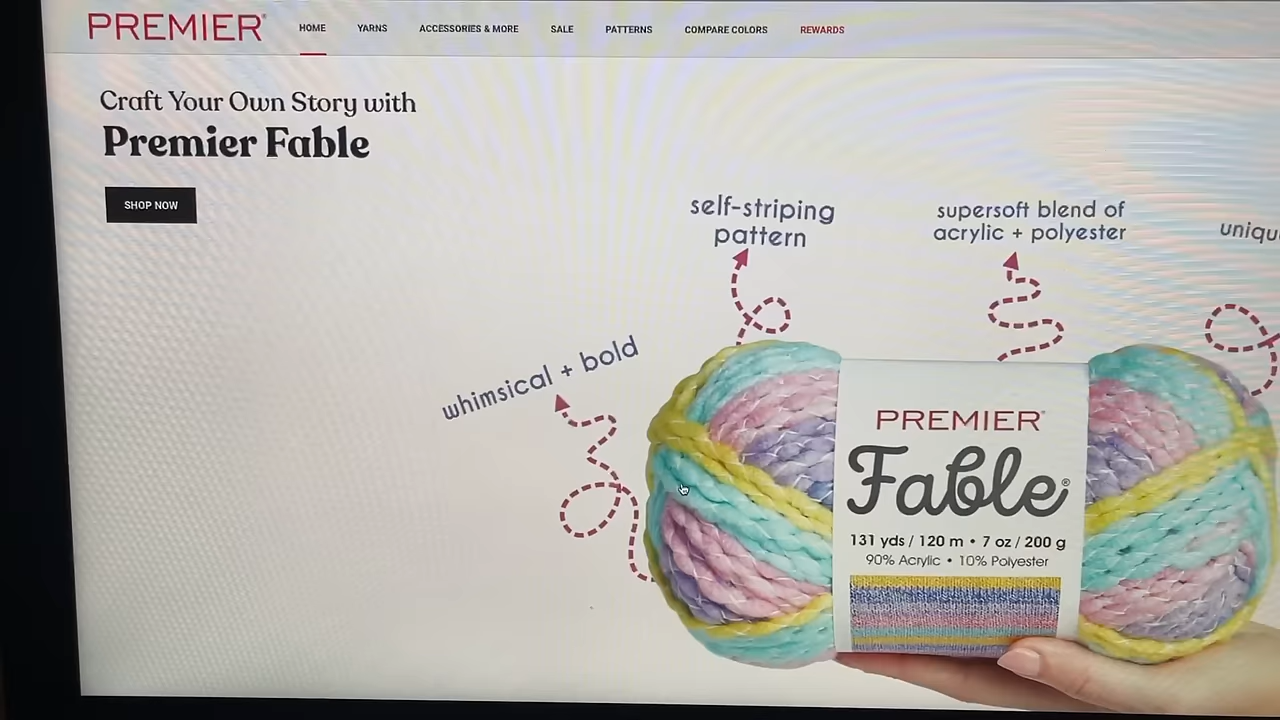 PREMIER®
HOME YARNS ACCESSORIES & MORE SALE PATTERNS COMPARE COLORS REWARDS
Craft Your Own Story with
Premier Fable
SHOP NOW
self-striping
pattern
supersoft blend of
acrylic + polyester
whimsical + bold
PREMIER®
Fable®
131 yds / 120 m • 7 oz / 200 g
90% Acrylic • 10% Polyester